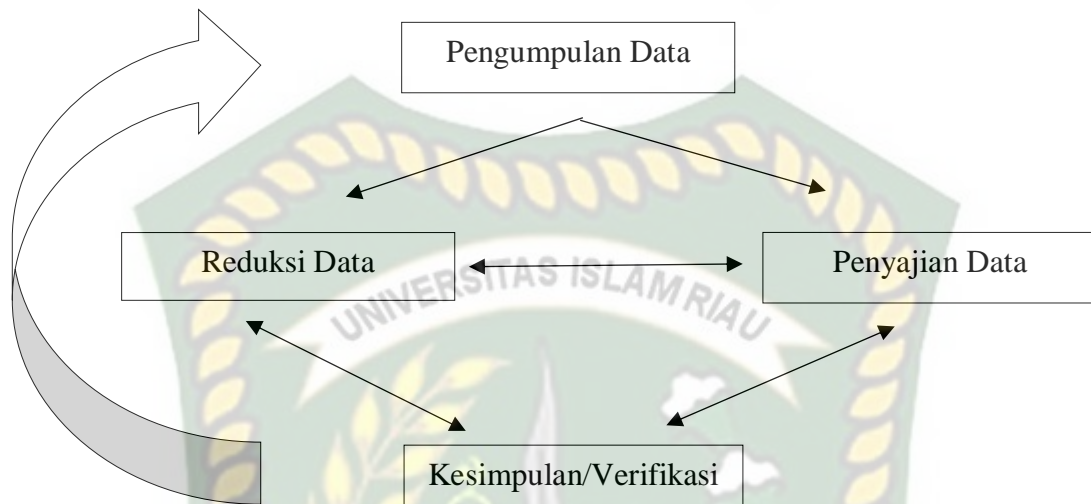 Pengumpulan Data
Reduksi Data
Penyajian Data
UNIVERSITAS ISLAM RIAU
Kesimpulan/Verifikasi